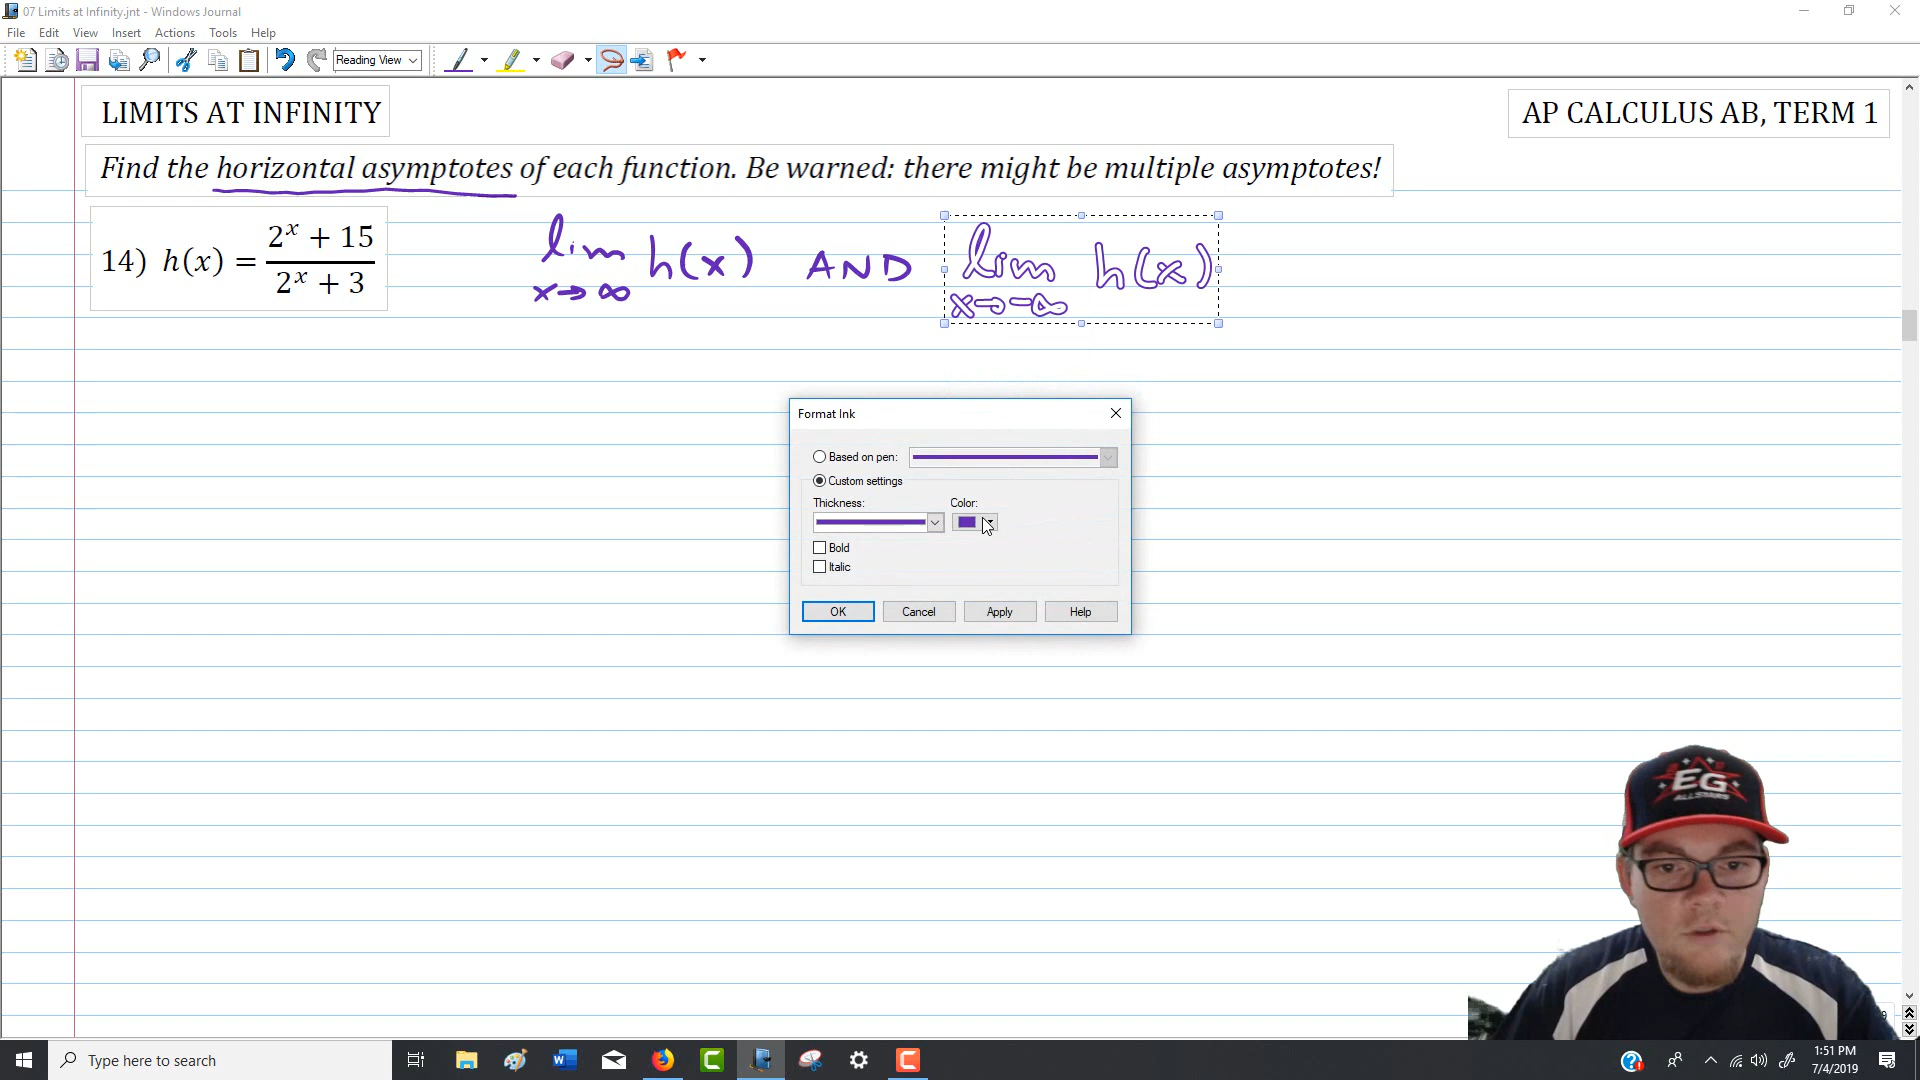 07 Limits at Infinity.jnt - Windows Journal
File Edit View Insert Actions Tools Help
Reading View
LIMITS AT INFINITY
AP CALCULUS AB, TERM 1
Find the horizontal asymptotes of each function. Be warned: there might be multiple asymptotes!
14) h(x) = (2^x + 15)/(2^x + 3)
lim h(x) AND lim h(x)
x→∞ x→-∞
Format Ink
Based on pen:
Custom settings
Thickness: Color:
Bold
Italic
OK Cancel Apply Help
EG
ALLSTARS
Type here to search
1:51 PM
7/4/2019